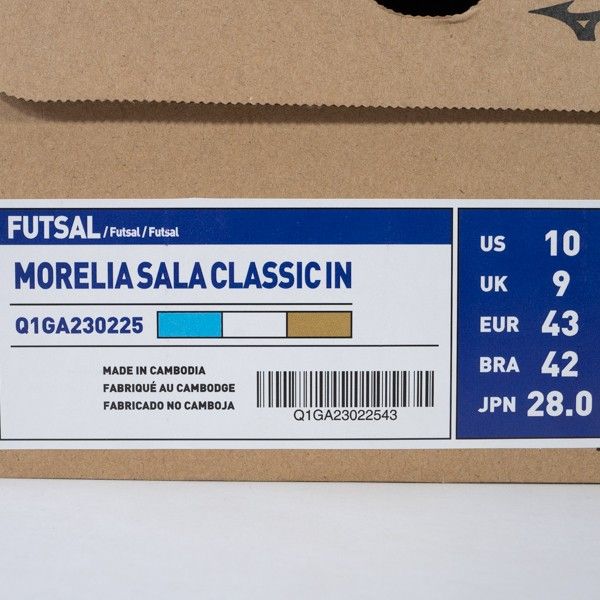 FUTSAL / Futsal / Futsal
MORELIA SALA CLASSIC IN
Q1GA230225
MADE IN CAMBODIA
FABRIQUÉ AU CAMBODGE
FABRICADO NO CAMBOJA
Q1GA23022543
US 10
UK 9
EUR 43
BRA 42
JPN 28.0